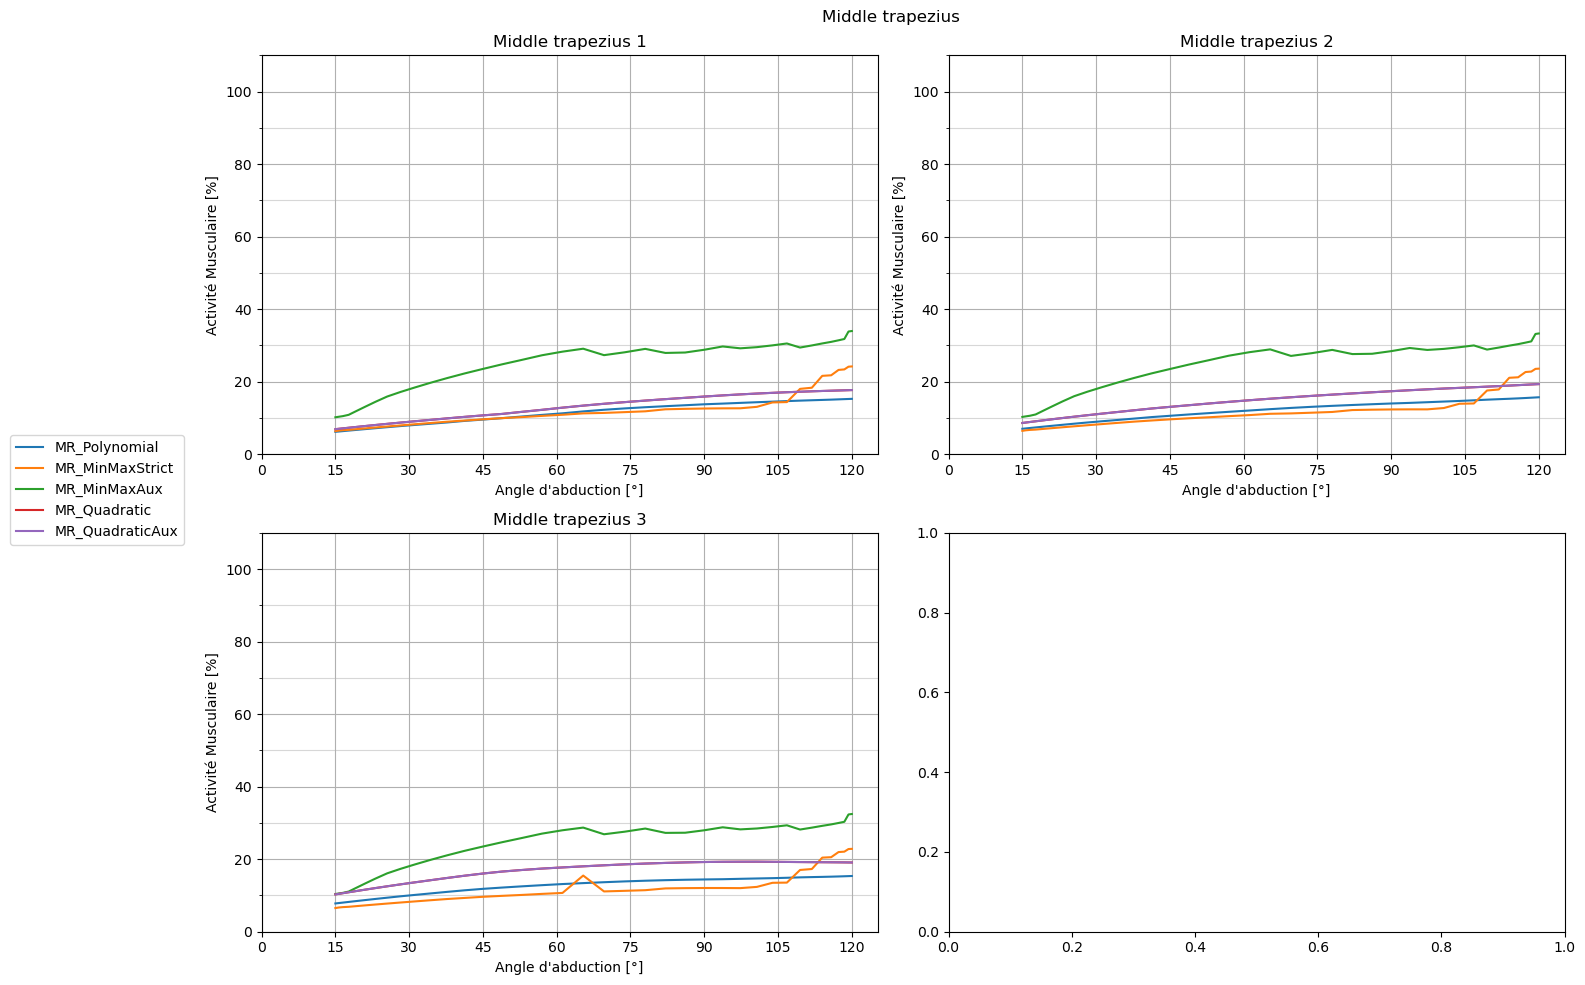 Middle trapezius
Middle trapezius 1
100
80
60
40
20
0
Activité Musculaire [%]
0 15 30 45 60 75 90 105 120
Angle d'abduction [°]
Middle trapezius 2
100
80
60
40
20
0
Activité Musculaire [%]
0 15 30 45 60 75 90 105 120
Angle d'abduction [°]
MR_Polynomial
MR_MinMaxStrict
MR_MinMaxAux
MR_Quadratic
MR_QuadraticAux
Middle trapezius 3
100
80
60
40
20
0
Activité Musculaire [%]
0 15 30 45 60 75 90 105 120
Angle d'abduction [°]
1.0
0.8
0.6
0.4
0.2
0.0
0.0 0.2 0.4 0.6 0.8 1.0